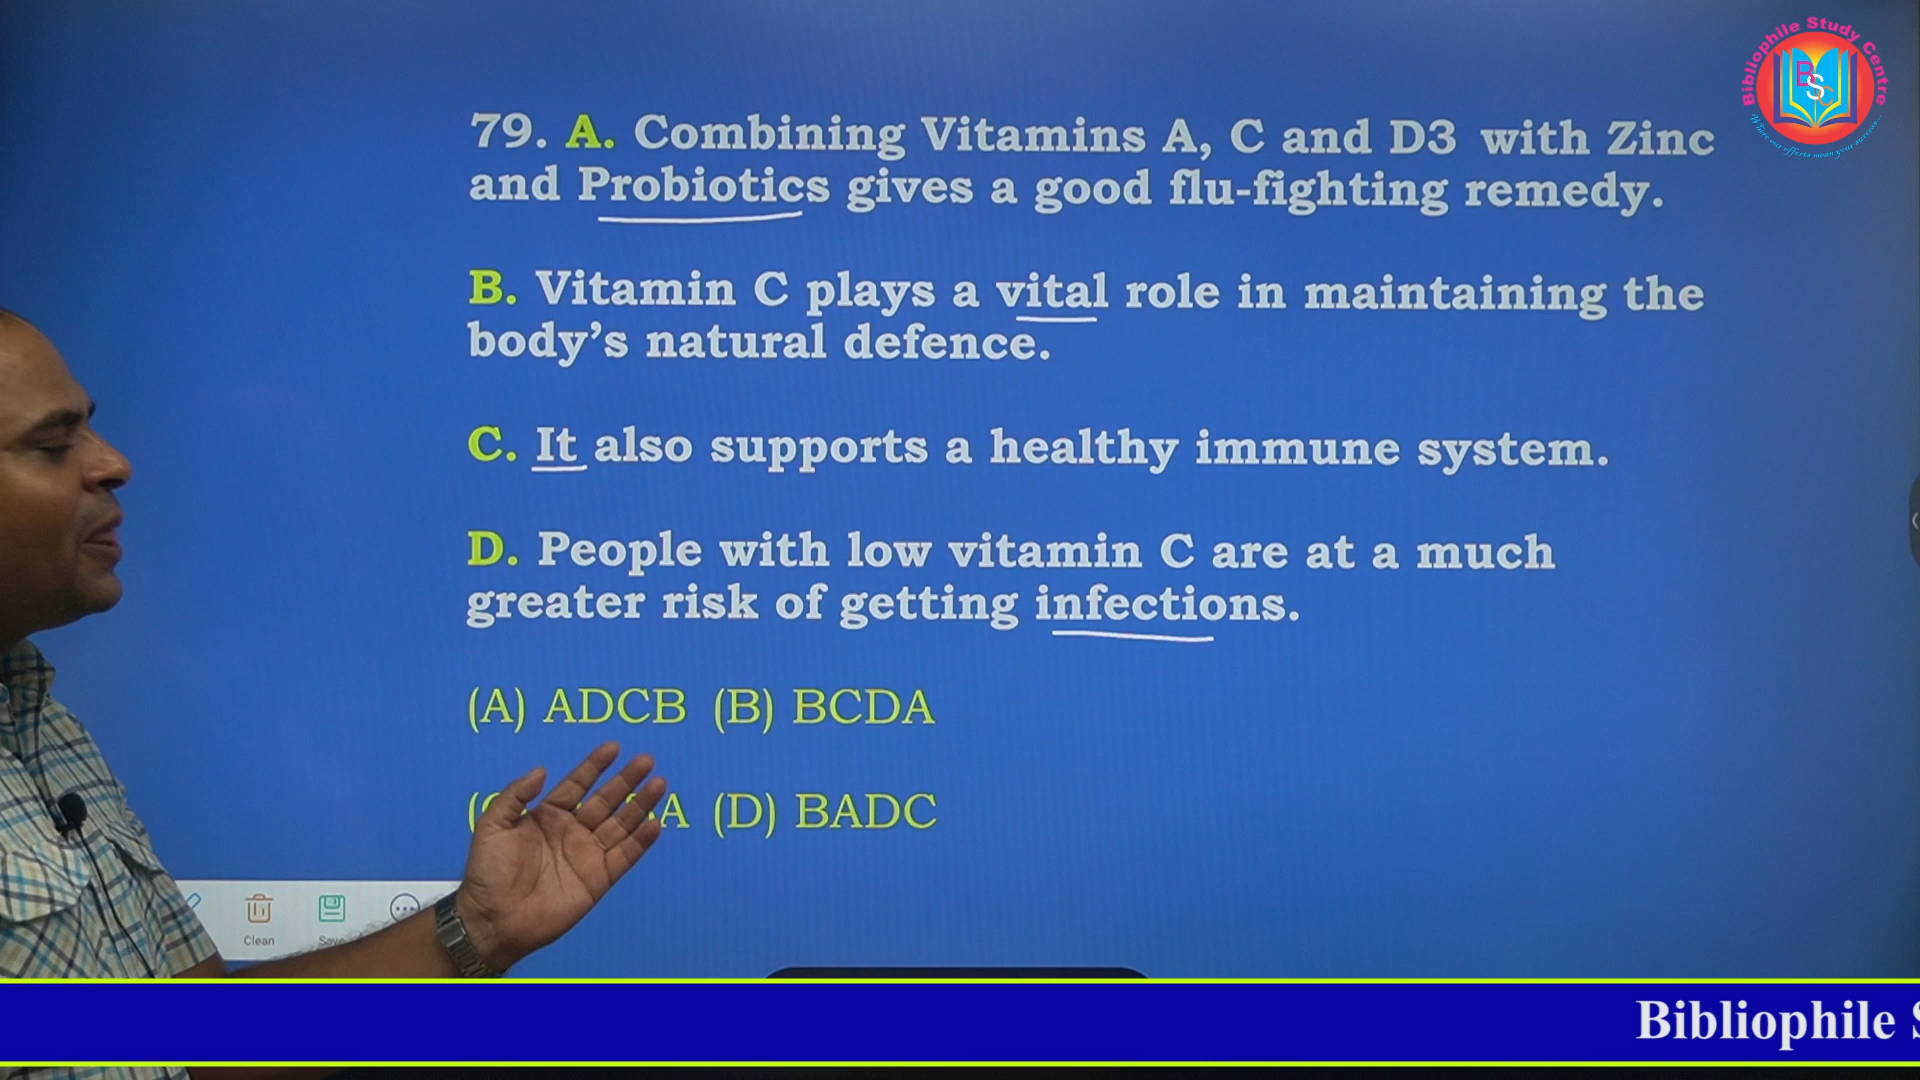 Bibliophile Study Centre
BSC
79. A. Combining Vitamins A, C and D3 with Zinc
and Probiotics gives a good flu-fighting remedy.
B. Vitamin C plays a vital role in maintaining the
body's natural defence.
C. It also supports a healthy immune system.
D. People with low vitamin C are at a much
greater risk of getting infections.
(A) ADCB (B) BCDA
(D) BADC
Clean
Save
Bibliophile